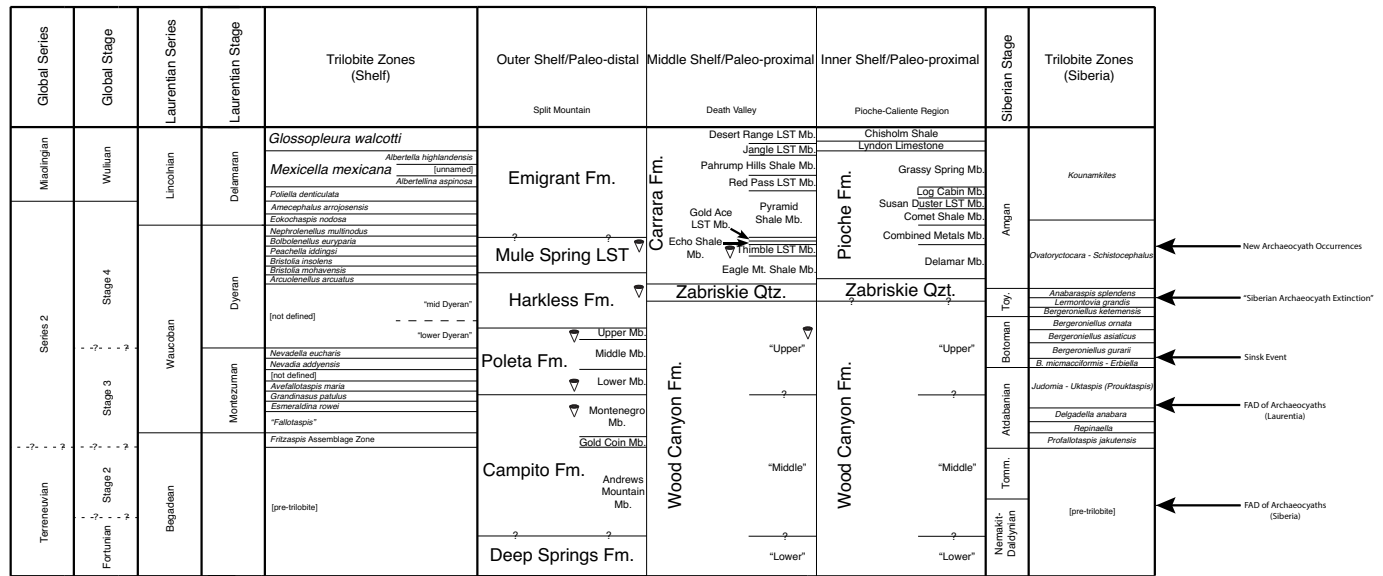 Global Series
Global Stage
Laurentian Series
Laurentian Stage
Trilobite Zones
(Shelf)
Outer Shelf/Paleo-distal
Split Mountain
Middle Shelf/Paleo-proximal
Death Valley
Inner Shelf/Paleo-proximal
Pioche-Caliente Region
Siberian Stage
Trilobite Zones
(Siberia)
Miaolingian
Series 2
-?- - - ?
Terreneuvian
Wuliuan
Stage 4
-?- - - ?
Stage 3
-?- - - ?
Stage 2
-?- - - ?
Fortunian
Lincolnian
Waucoban
Begadean
Delamaran
Dyeran
Montezuman
Glossopleura walcotti
Mexicella mexicana
Albertella highlandensis
[unnamed]
Albertellina aspinosa
Poliella denticulata
Amecephalus arrojosensis
Eokochaspis nodosa
Nephrolenellus multinodus
Bolbolenellus euryparia
Peachella iddingsi
Bristolia insolens
Bristolia mohavensis
Arcuolenellus arcuatus
"mid Dyeran"
[not defined]
"lower Dyeran"
Nevadella eucharis
Nevadia addyensis
[not defined]
Avefallotaspis maria
Grandinasus patulus
Esmeraldina rowei
"Fallotaspis"
Fritzaspis Assemblage Zone
[pre-trilobite]
Emigrant Fm.
? ?
Mule Spring LST
Harkless Fm.
Poleta Fm.
Upper Mb.
Middle Mb.
Lower Mb.
Campito Fm.
Montenegro
Mb.
Gold Coin Mb.
Andrews
Mountain
Mb.
? ?
Deep Springs Fm.
Carrara Fm.
Desert Range LST Mb.
Jangle LST Mb.
Pahrump Hills Shale Mb.
Red Pass LST Mb.
Pyramid
Shale Mb.
Gold Ace
LST Mb.
Echo Shale
Mb.
Thimble LST Mb.
Eagle Mt. Shale Mb.
Zabriskie Qtz.
Wood Canyon Fm.
"Upper"
?
"Middle"
?
"Lower"
Chisholm Shale
Lyndon Limestone
Pioche Fm.
Grassy Spring Mb.
Log Cabin Mb.
Susan Duster LST Mb.
Comet Shale Mb.
Combined Metals Mb.
Delamar Mb.
Zabriskie Qzt.
? ?
Wood Canyon Fm.
"Upper"
?
"Middle"
?
"Lower"
Amgan
Toy.
Botoman
Atdabanian
Tomm.
Nemakit-
Daldynian
Kounamkites
Ovatoryctocara - Schistocephalus
Anabaraspis splendens
Lermontovia grandis
Bergeroniellus ketemensis
Bergeroniellus ornata
Bergeroniellus asiaticus
Bergeroniellus gurarii
B. micmacciformis - Erbiella
Judomia - Uktaspis (Prouktaspis)
Delgadella anabara
Repinaella
Profallotaspis jakutensis
[pre-trilobite]
New Archaeocyath Occurrences
"Siberian Archaeocyath Extinction"
Sinsk Event
FAD of Archaeocyaths
(Laurentia)
FAD of Archaeocyaths
(Siberia)